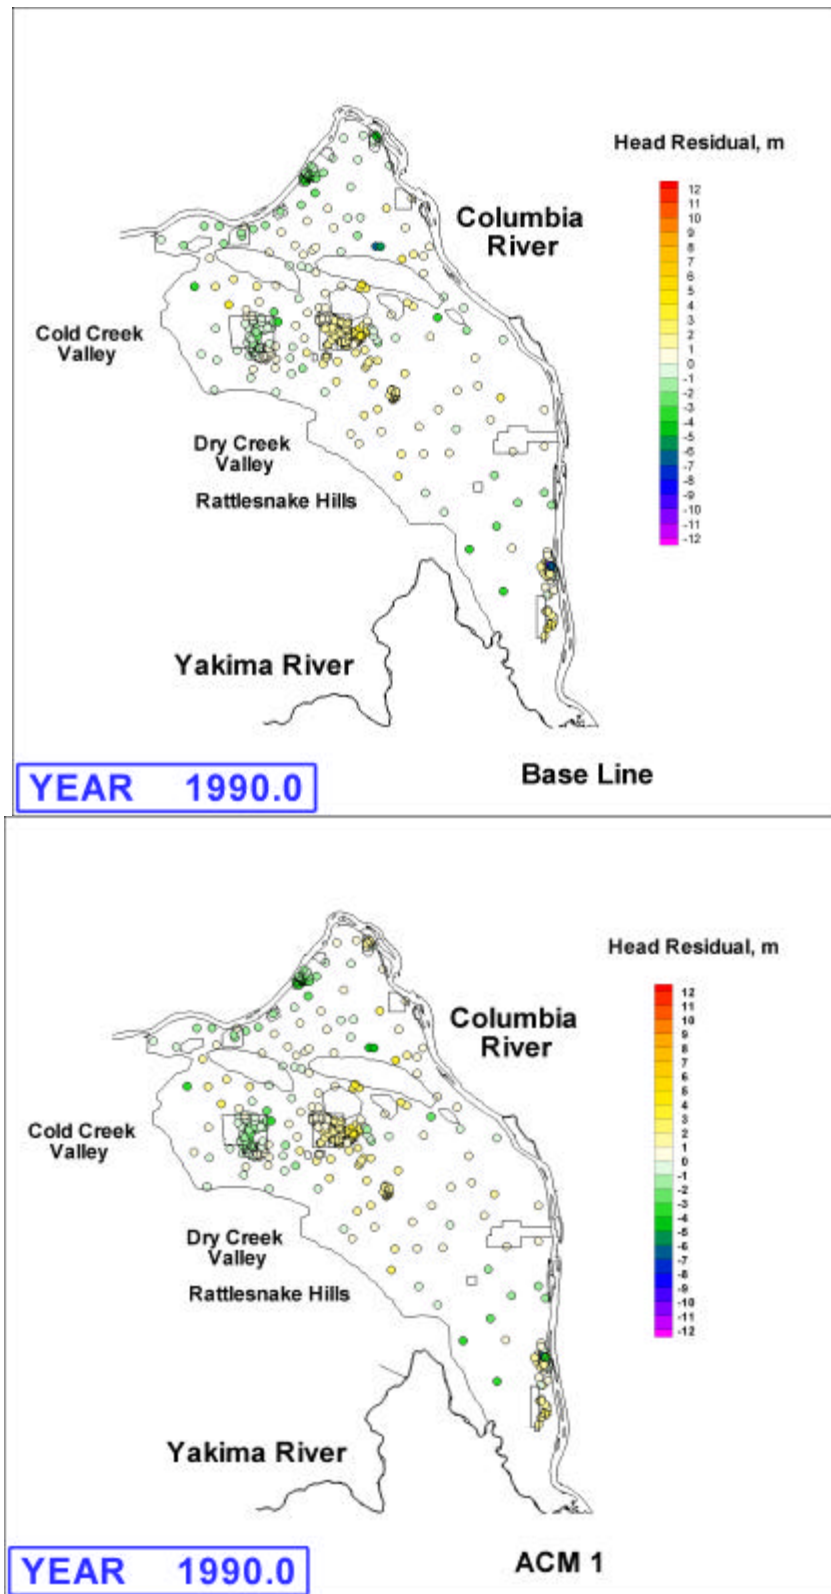 Head Residual, m
12
11
10
9
8
7
6
5
4
3
2
1
0
-1
-2
-3
-4
-5
-6
-7
-8
-9
-10
-11
-12
Columbia
River
Cold Creek
Valley
Dry Creek
Valley
Rattlesnake Hills
Yakima River
Base Line
YEAR 1990.0
Head Residual, m
12
11
10
9
8
7
6
5
4
3
2
1
0
-1
-2
-3
-4
-5
-6
-7
-8
-9
-10
-11
-12
Columbia
River
Cold Creek
Valley
Dry Creek
Valley
Rattlesnake Hills
Yakima River
ACM 1
YEAR 1990.0